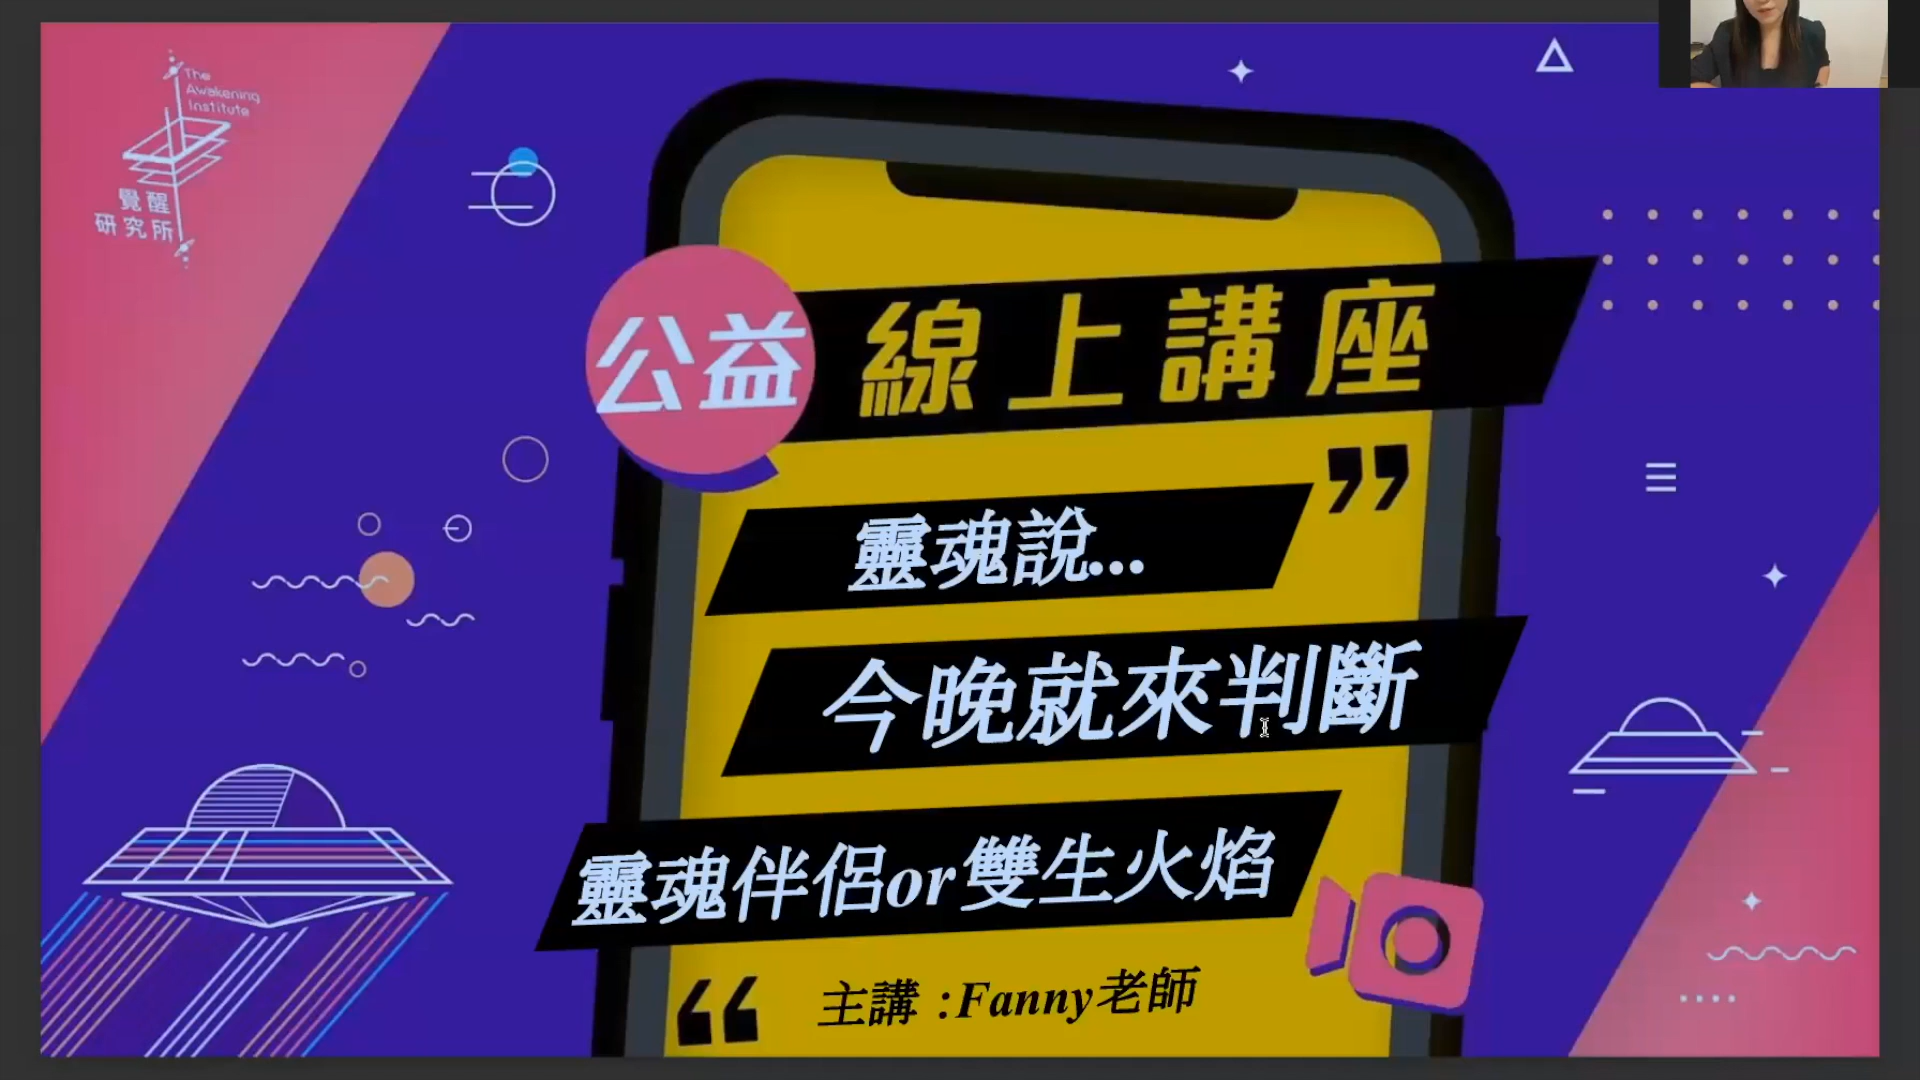 The
Awakening
Institute
覺醒
研究所
公益 線上講座
靈魂說...
今晚就來判斷
靈魂伴侶or雙生火焰
主講 :Fanny老師